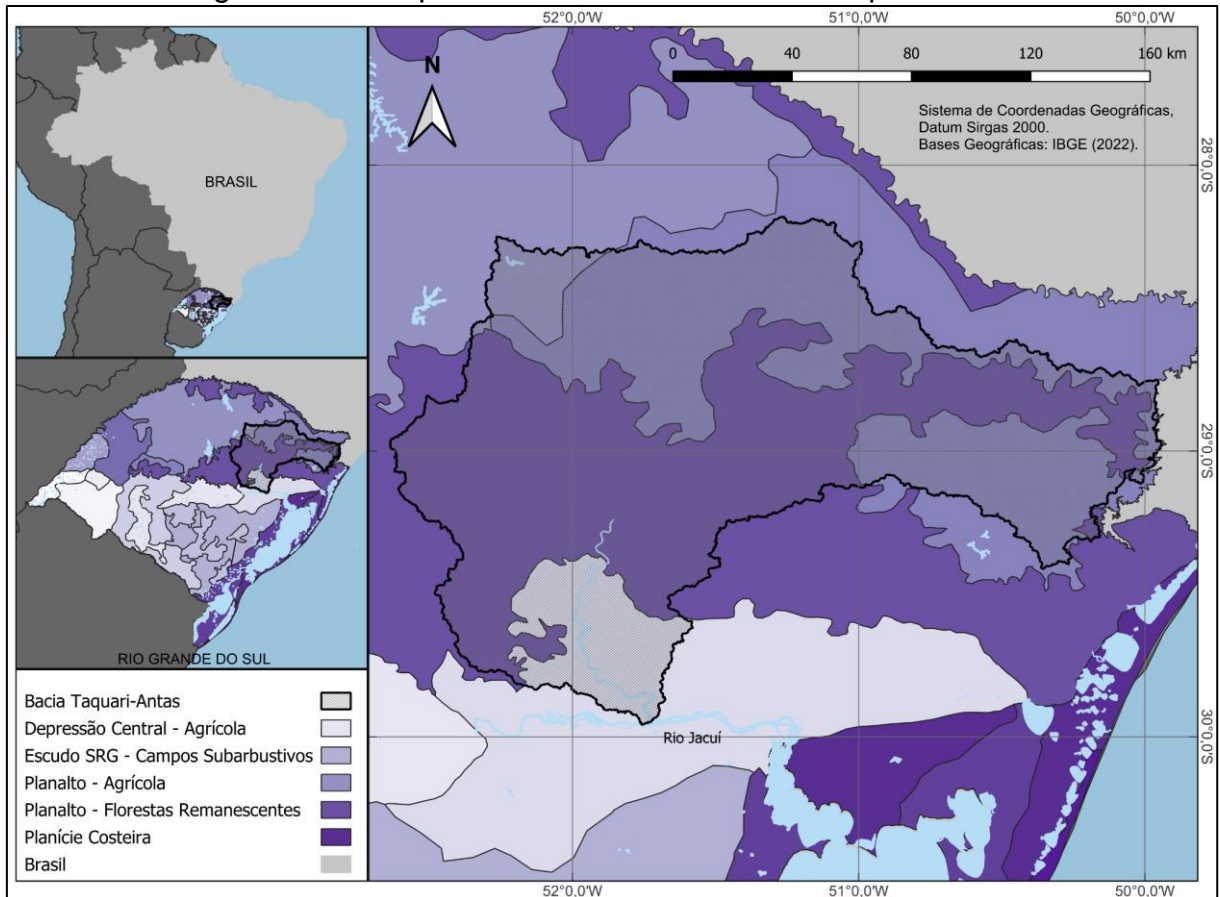 52°0,0'W 51°0,0'W 50°0,0'W
0 40 80 120 160 km
N
Sistema de Coordenadas Geográficas,
Datum Sirgas 2000.
Bases Geográficas: IBGE (2022).
28°0,0'S
BRASIL
29°0,0'S
RIO GRANDE DO SUL
Bacia Taquari-Antas
Depressão Central - Agrícola
Escudo SRG - Campos Subarbustivos
Planalto - Agrícola
Planalto - Florestas Remanescentes
Planície Costeira
Brasil
Rio Jacuí
30°0,0'S
52°0,0'W 51°0,0'W 50°0,0'W